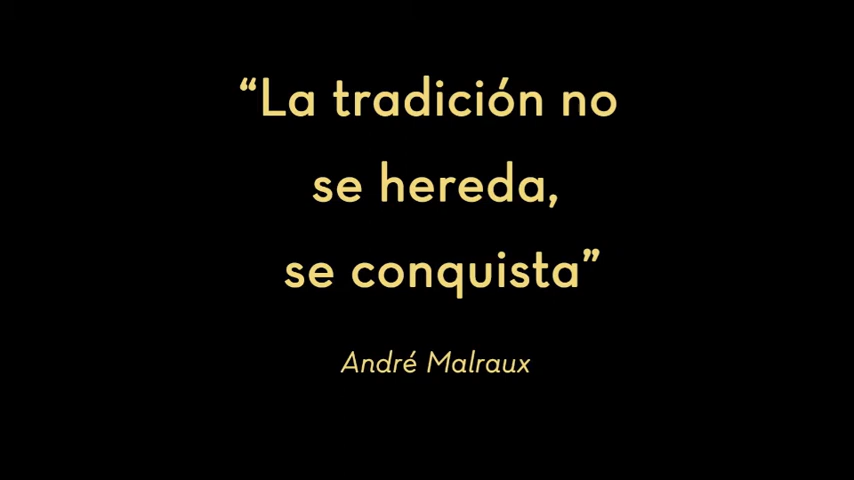 “La tradición no
se hereda,
se conquista”
André Malraux